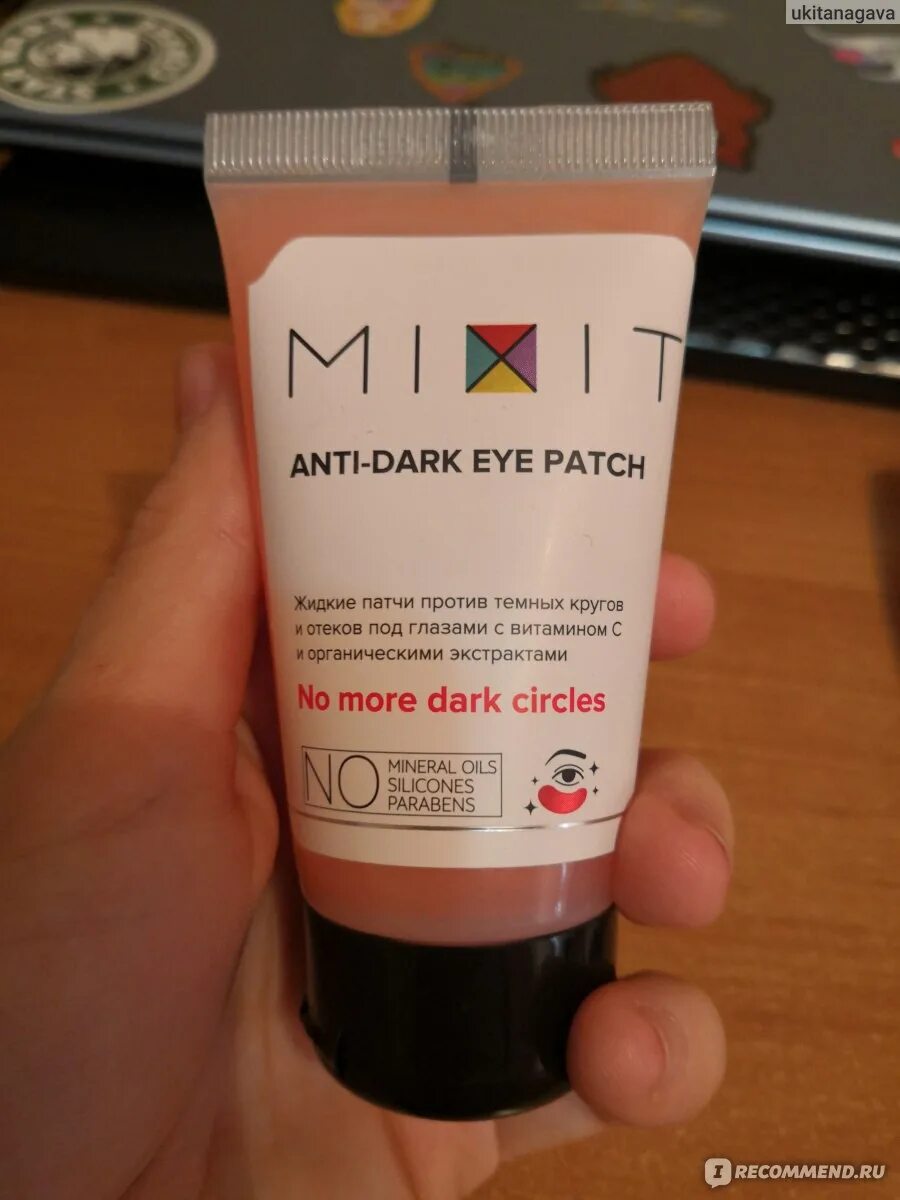 ukitanagava
MIXIT
ANTI-DARK EYE PATCH
Жидкие патчи против темных кругов
и отеков под глазами с витамином С
и органическими экстрактами
No more dark circles
NO MINERAL OILS
SILICONES
PARABENS
IRECOMMEND.RU